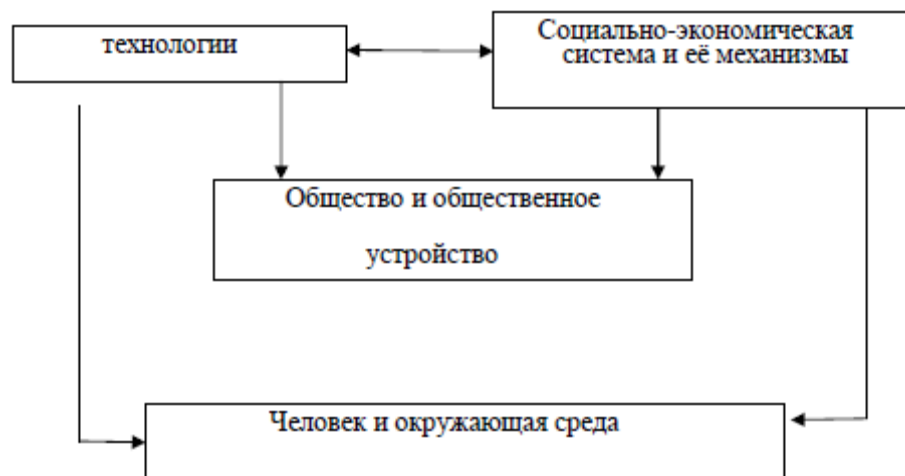 технологии
Социально-экономическая
система и её механизмы
Общество и общественное
устройство
Человек и окружающая среда